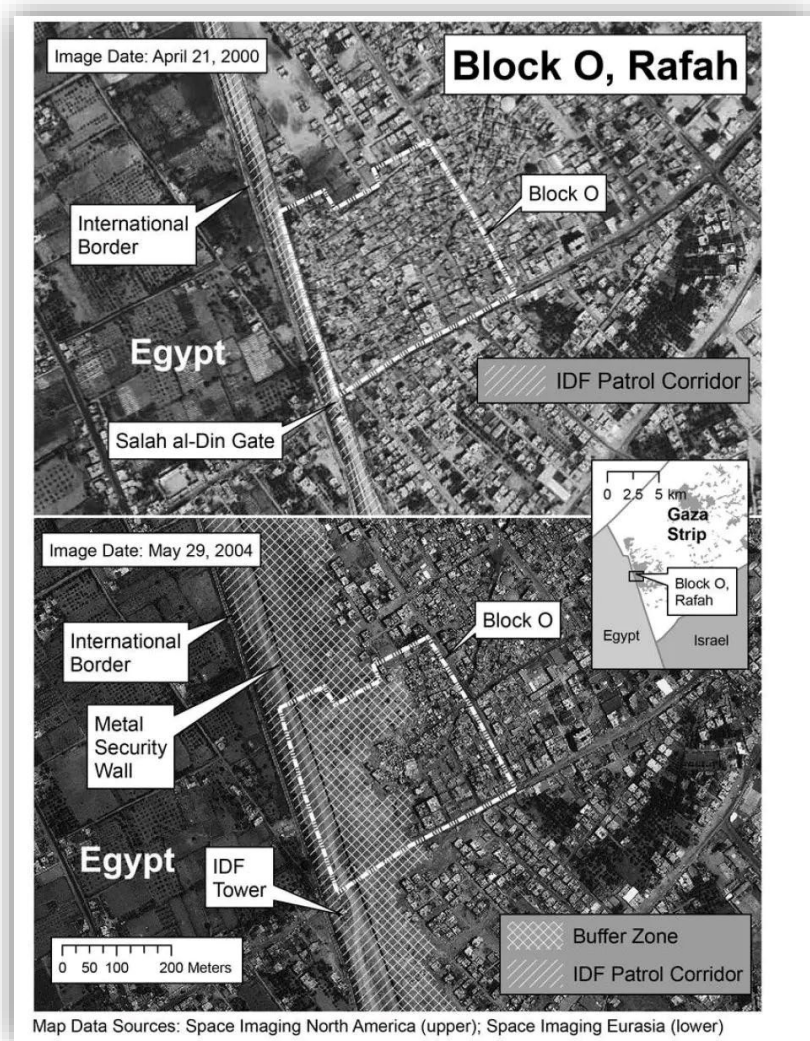 Image Date: April 21, 2000
Block O, Rafah
International
Border
Block O
Egypt
IDF Patrol Corridor
Salah al-Din Gate
0 2.5 5 km
Gaza
Strip
Block O,
Rafah
Egypt
Israel
Image Date: May 29, 2004
Block O
International
Border
Metal
Security
Wall
Egypt
IDF
Tower
0 50 100 200 Meters
Buffer Zone
IDF Patrol Corridor
Map Data Sources: Space Imaging North America (upper); Space Imaging Eurasia (lower)